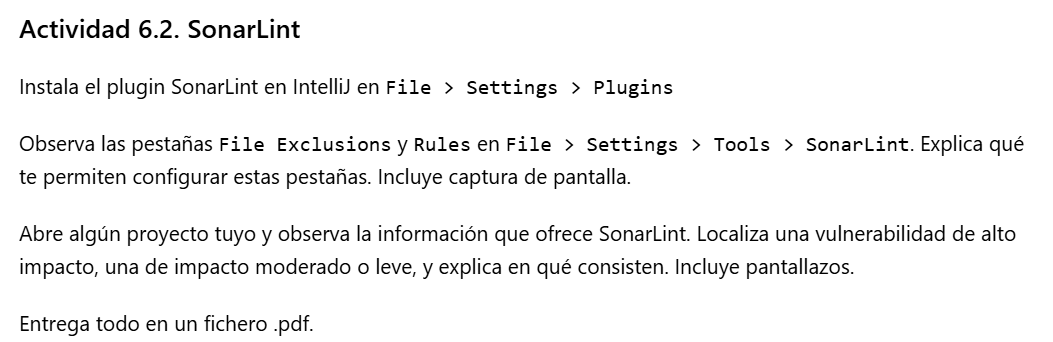 Actividad 6.2. SonarLint
Instala el plugin SonarLint en IntelliJ en File > Settings > Plugins
Observa las pestañas File Exclusions y Rules en File > Settings > Tools > SonarLint. Explica qué
te permiten configurar estas pestañas. Incluye captura de pantalla.
Abre algún proyecto tuyo y observa la información que ofrece SonarLint. Localiza una vulnerabilidad de alto
impacto, una de impacto moderado o leve, y explica en qué consisten. Incluye pantallazos.
Entrega todo en un fichero .pdf.